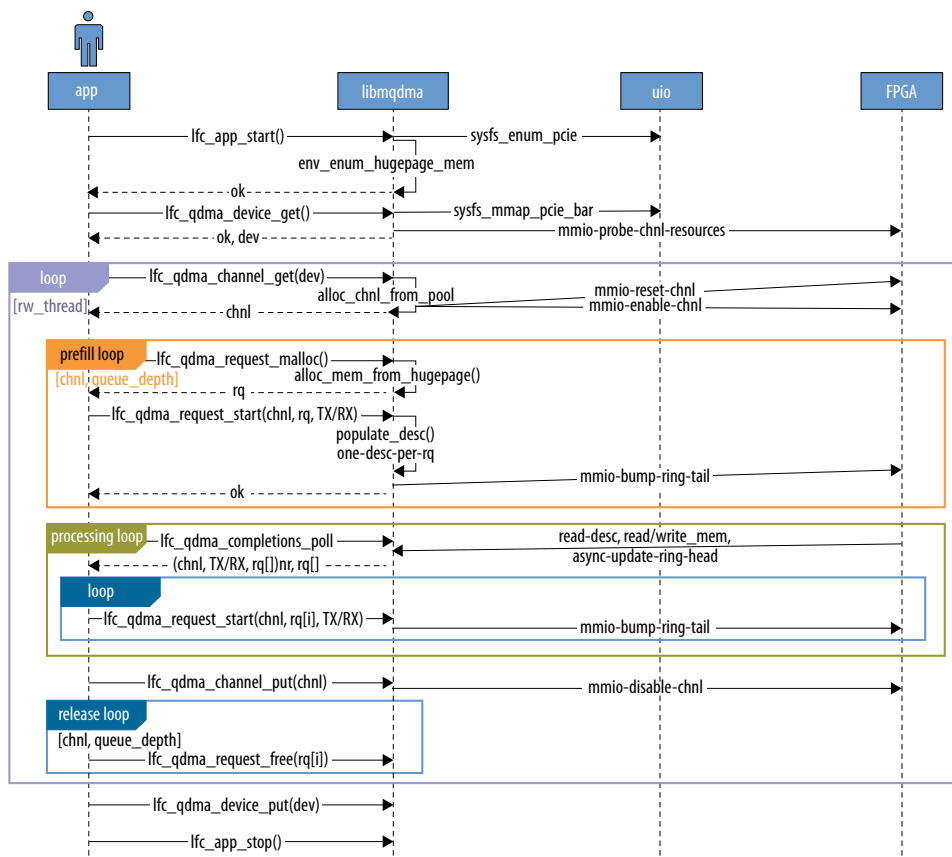 app
libmqdma
uio
FPGA
lfc_app_start()
sysfs_enum_pcie
env_enum_hugepage_mem
ok
lfc_qdma_device_get()
sysfs_mmap_pcie_bar
ok, dev
mmio-probe-chnl-resources
loop
lfc_qdma_channel_get(dev)
[rw_thread]
alloc_chnl_from_pool
mmio-reset-chnl
mmio-enable-chnl
chnl
prefill loop
lfc_qdma_request_malloc()
[chnl, queue_depth]
alloc_mem_from_hugepage()
rq
lfc_qdma_request_start(chnl, rq, TX/RX)
populate_desc()
one-desc-per-rq
mmio-bump-ring-tail
ok
processing loop
lfc_qdma_completions_poll
read-desc, read/write_mem,
async-update-ring-head
(chnl, TX/RX, rq[])nr, rq[]
loop
lfc_qdma_request_start(chnl, rq[i], TX/RX)
mmio-bump-ring-tail
lfc_qdma_channel_put(chnl)
mmio-disable-chnl
release loop
[chnl, queue_depth]
lfc_qdma_request_free(rq[i])
lfc_qdma_device_put(dev)
lfc_app_stop()